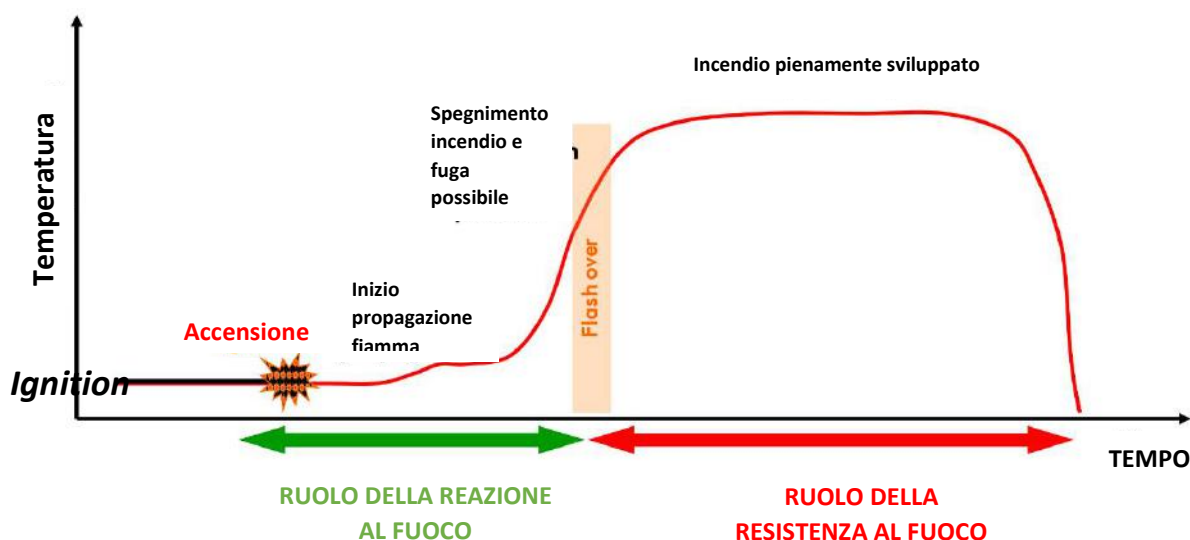 Incendio pienamente sviluppato
Temperatura
Spegnimento
incendio e
fuga
possibile
Flash over
Inizio
propagazione
fiamma
Accensione
Ignition
TEMPO
RUOLO DELLA REAZIONE
AL FUOCO
RUOLO DELLA
RESISTENZA AL FUOCO